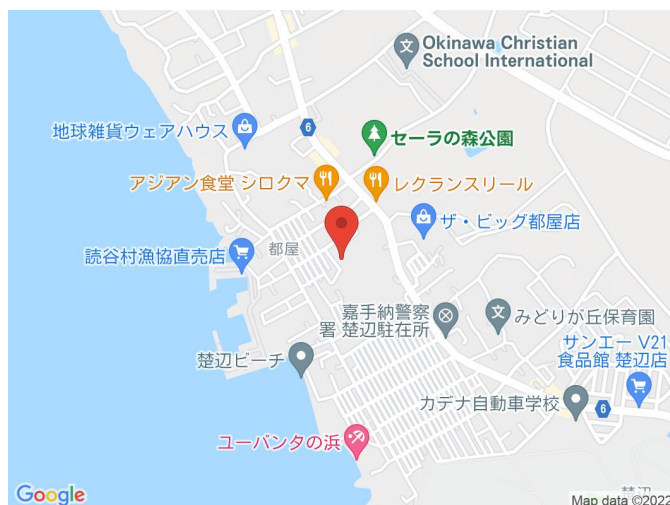 Okinawa Christian
School International
地球雑貨ウェアハウス
6
セーラの森公園
アジアン食堂 シロクマ
レクランスリール
ザ・ビッグ都屋店
都屋
読谷村漁協直売店
嘉手納警察
署 楚辺駐在所
みどりが丘保育園
サンエー V21
食品館 楚辺店
楚辺ビーチ
カデナ自動車学校
6
ユーバンタの浜
楚辺
Google
Map data ©2022